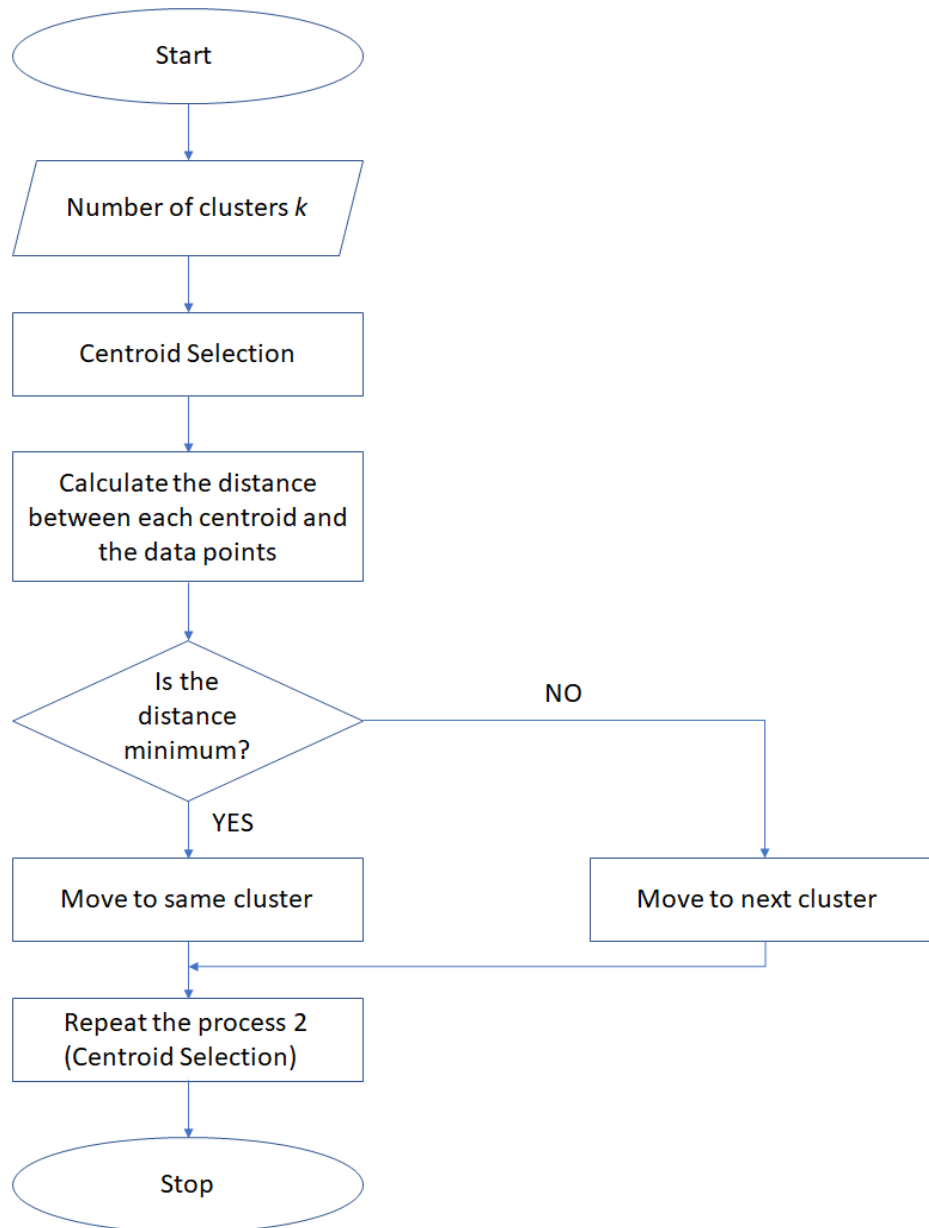 Start
Number of clusters k
Centroid Selection
Calculate the distance
between each centroid and
the data points
Is the
distance
minimum?
NO
YES
Move to same cluster
Move to next cluster
Repeat the process 2
(Centroid Selection)
Stop